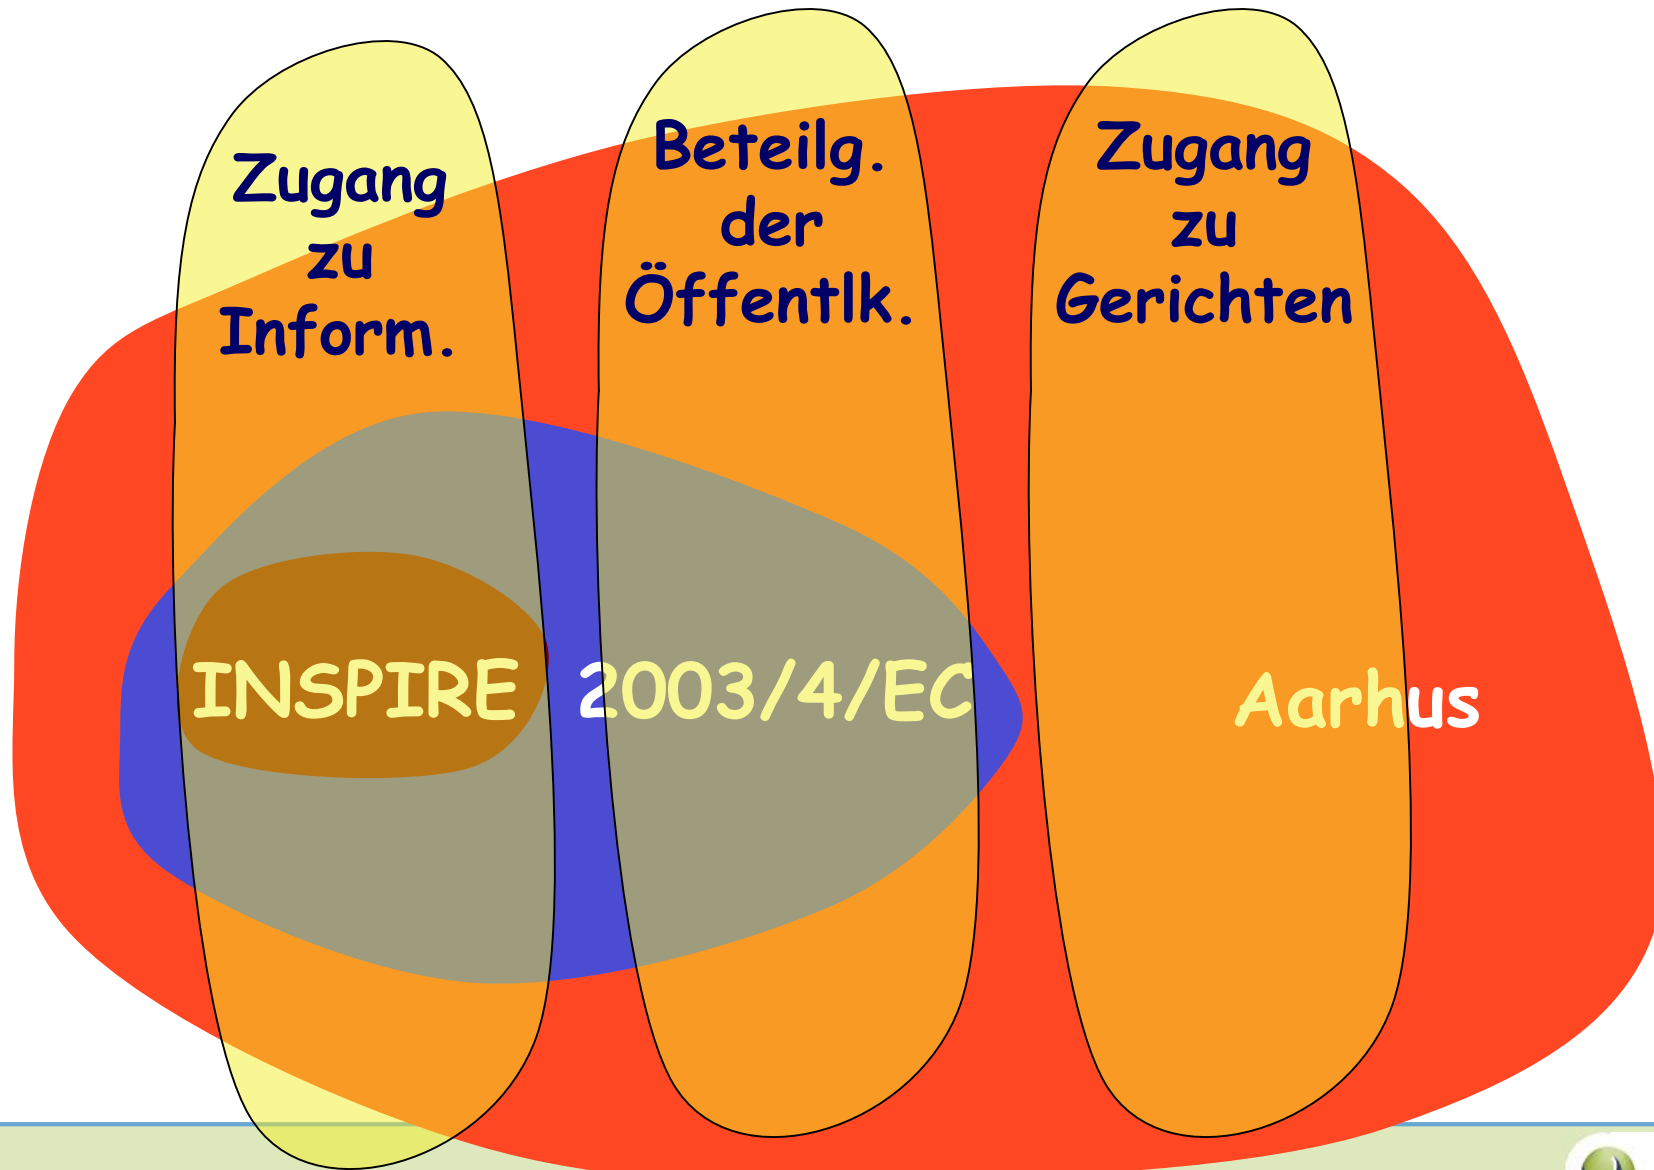 Zugang
zu
Inform.
Beteilg.
der
Öffentlk.
Zugang
zu
Gerichten
INSPIRE
2003/4/EC
Aarhus